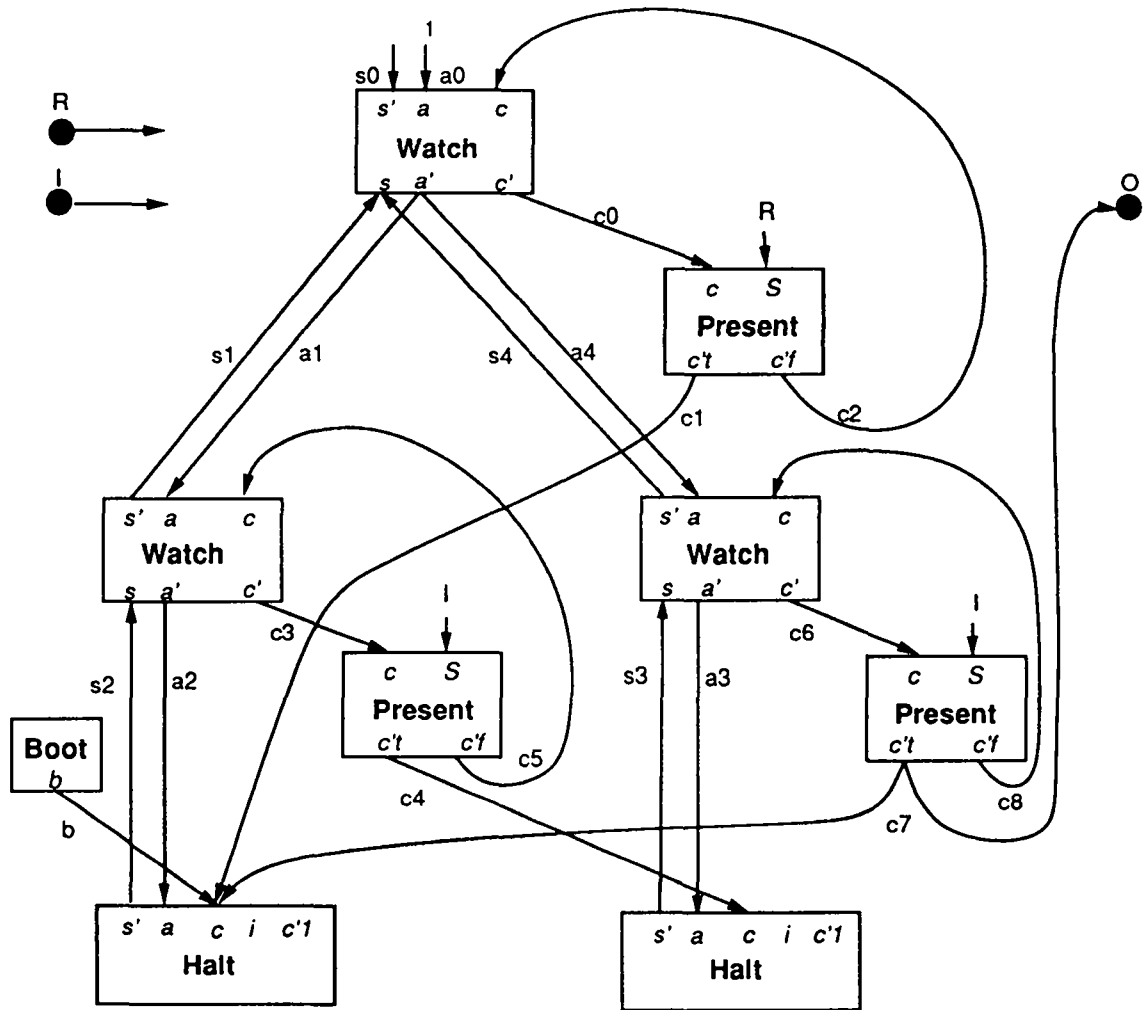 1
s0 a0
R
s' a c
Watch
s a' c'
I
O
c0
R
c S
Present
c't c'f
s1 a1 s4 a4
c1 c2
s' a c
Watch
s a' c'
s' a c
Watch
s a' c'
c3
I
c6
I
s2 a2
c S
Present
c't c'f
s3 a3
c S
Present
c't c'f
Boot
b
c5
c4
c8
c7
b
s' a c i c'1
Halt
s' a c i c'1
Halt